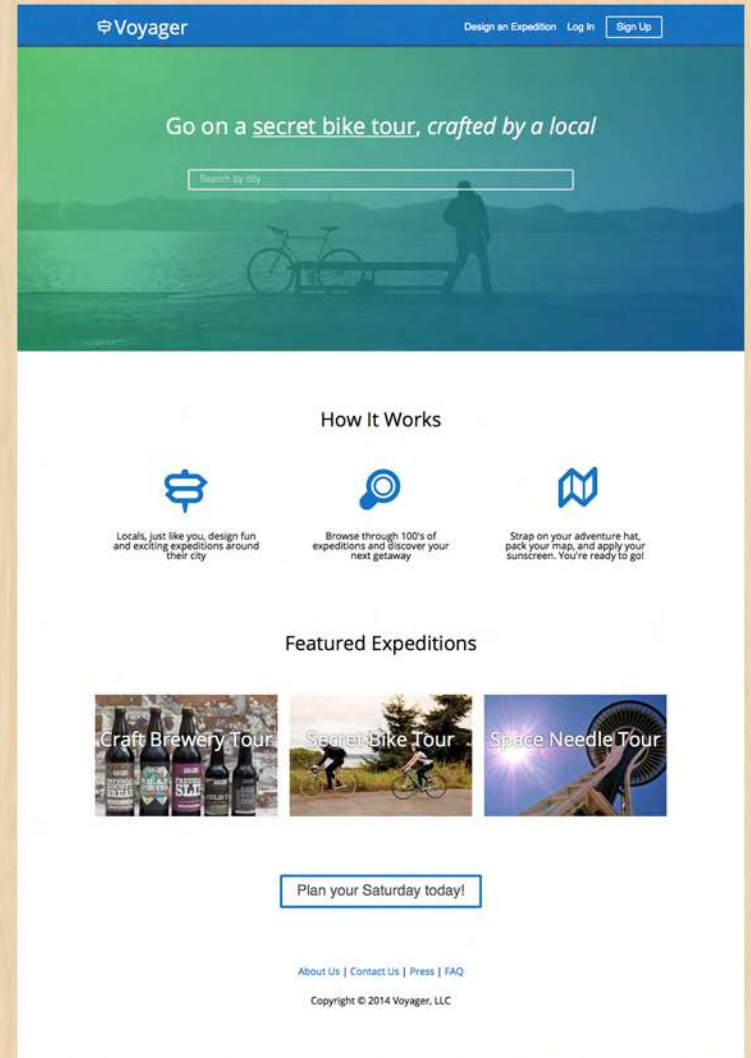 Voyager
Design an Expedition Log In Sign Up
Go on a secret bike tour, crafted by a local
Search by city
How It Works
Locals, just like you, design fun
and exciting expeditions around
their city
Browse through 100's of
expeditions and discover your
next getaway
Strap on your adventure hat,
pack your map, and apply your
sunscreen. You're ready to go!
Featured Expeditions
Craft Brewery Tour
Secret Bike Tour
Space Needle Tour
Plan your Saturday today!
About Us | Contact Us | Press | FAQ
Copyright © 2014 Voyager, LLC